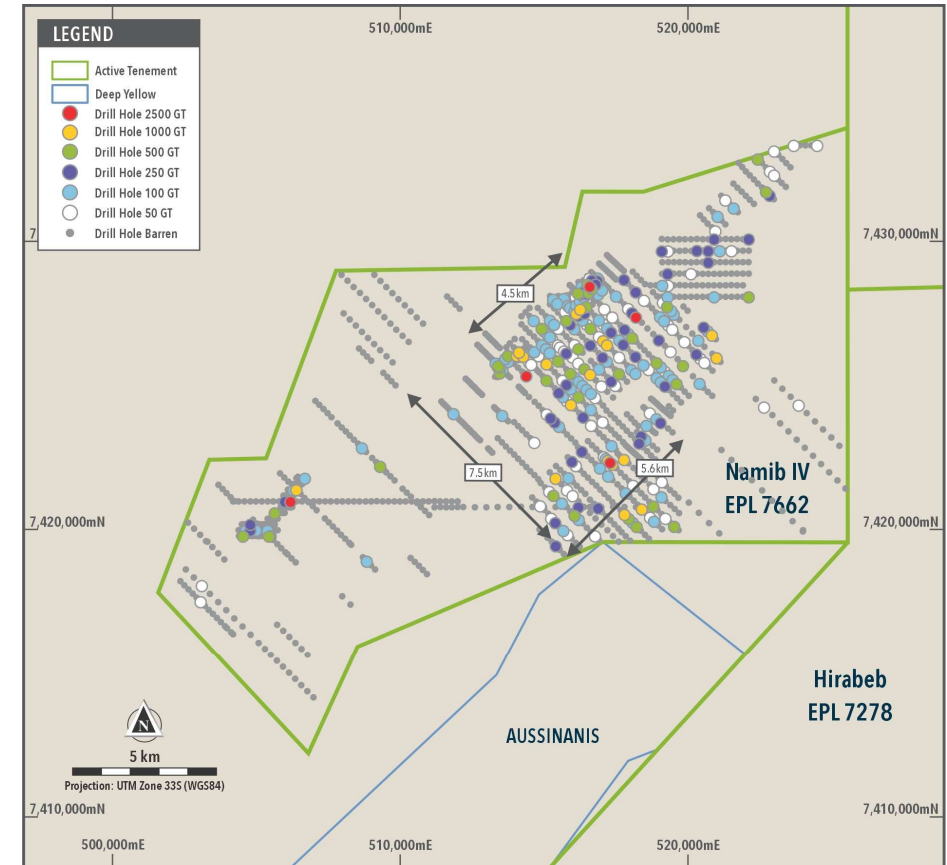 510,000mE
520,000mE
LEGEND
Active Tenement
Deep Yellow
Drill Hole 2500 GT
Drill Hole 1000 GT
Drill Hole 500 GT
Drill Hole 250 GT
Drill Hole 100 GT
Drill Hole 50 GT
Drill Hole Barren
7
7,430,000mN
4.5km
7.5km
5.6km
Namib IV
EPL 7662
7,420,000mN
7,420,000mN
Hirabeb
EPL 7278
AUSSINANIS
N
5 km
Projection: UTM Zone 33S (WGS84)
7,410,000mN
7,410,000mN
500,000mE
510,000mE
520,000mE